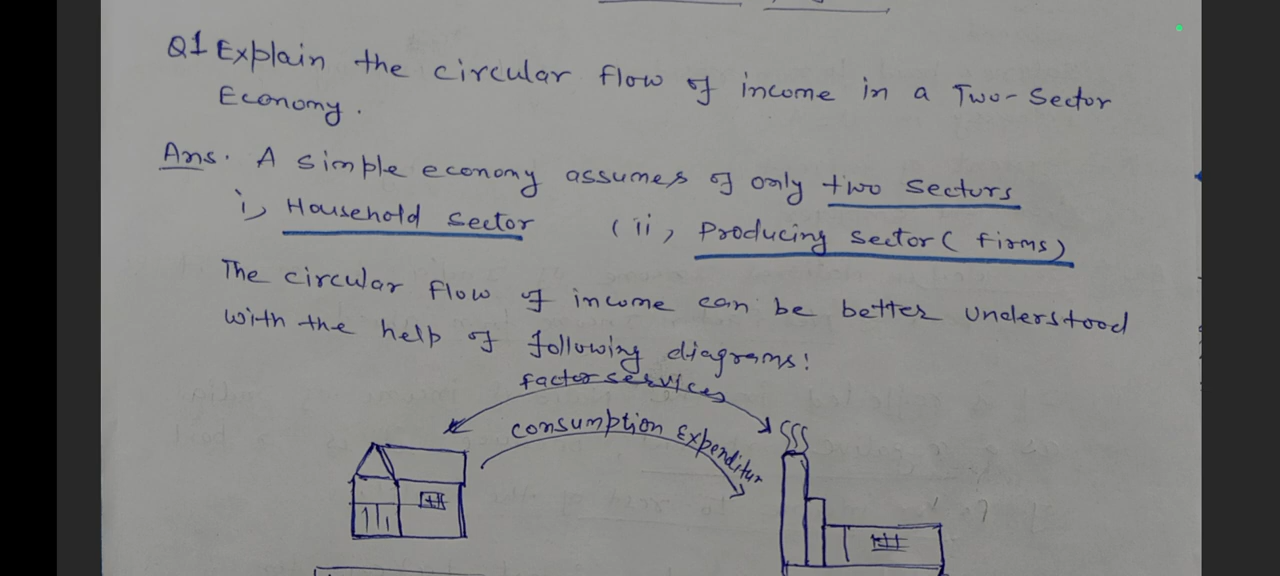 Q1 Explain the circular flow of income in a Two-Sector
Economy.
Ans. A simple economy assumes of only two sectors
i, Household sector (ii, Producing sector (firms)
The circular flow of income can be better understood
with the help of following diagrams:
factor services
consumption Expenditur